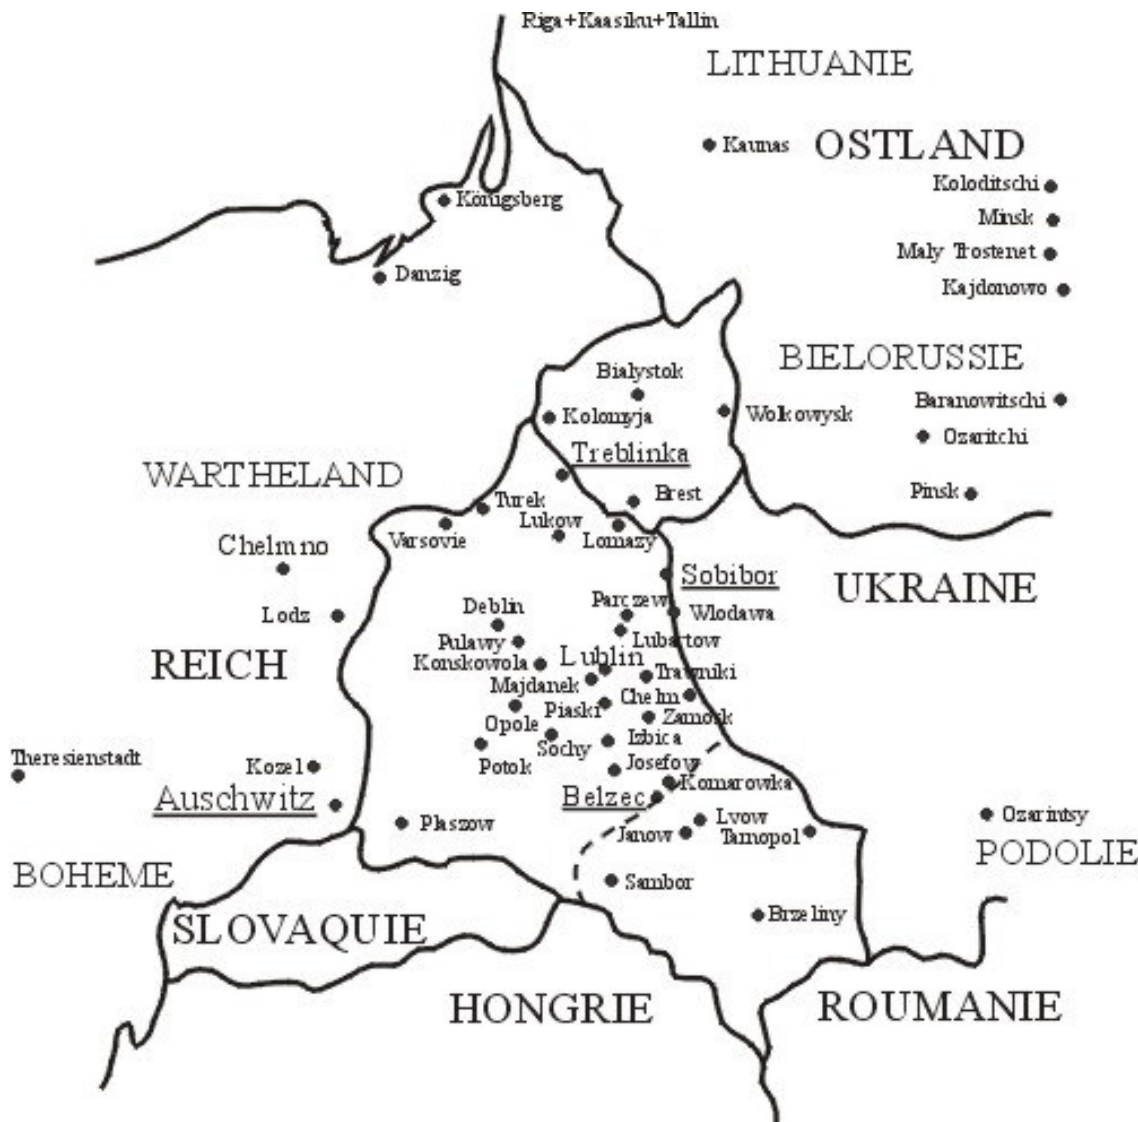 Riga+Kaasiku+Tallin
LITHUANIE
Kaunas
OSTLAND
Koloditschi
Königsberg
Minsk
Maly Trostenet
Danzig
Kajdonowo
BIELORUSSIE
Bialystok
Baranowitschi
Kolomyja
Wolkowysk
Ozaritchi
Treblinka
WARTHELAND
Turek
Brest
Pinsk
Lukow
Varsovie
Lomazy
Chelmno
Sobibor
UKRAINE
Deblin
Parczew
Wlodawa
Lodz
Pulawy
Lubartow
REICH
Konskowola
Lublin
Trawniki
Majdanek
Chelm
Piaski
Zamosk
Opole
Izbica
Sochy
Theresienstadt
Kozel
Potok
Josefow
Komarowka
Auschwitz
Belzec
Plaszow
Lvow
Janow
Tarnopol
Ozarintsy
PODOLIE
BOHEME
Sambor
Brzeliny
SLOVAQUIE
HONGRIE
ROUMANIE